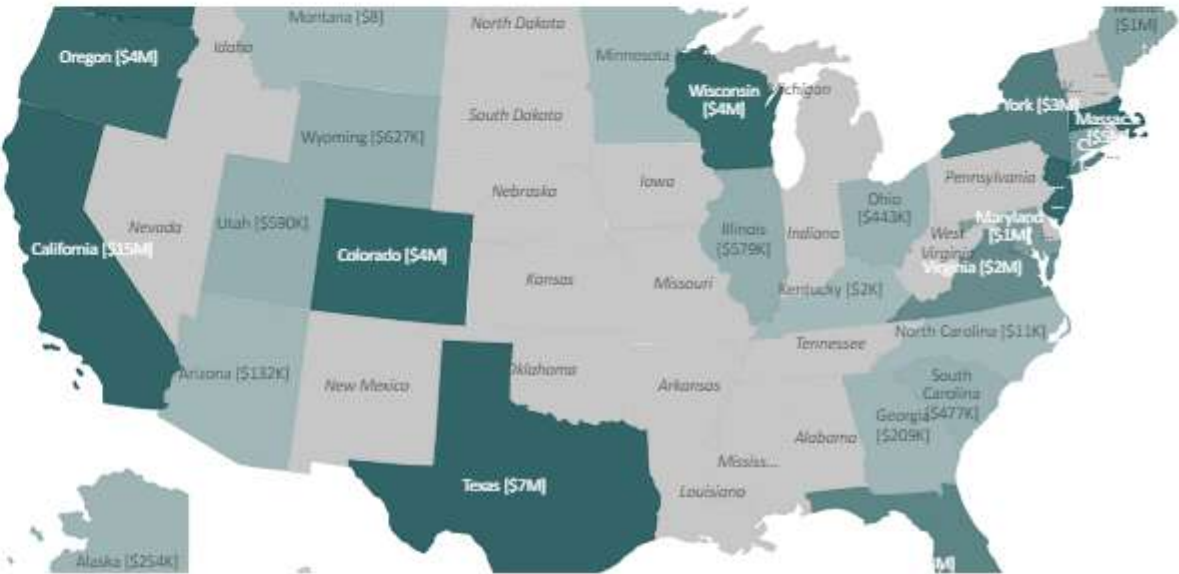 Montana [$8]
North Dakota
[$1M]
Oregon [$4M]
Idaho
Minnesota
Wisconsin
[$4M]
Michigan
York [$3M]
South Dakota
Massac...
Wyoming [$627K]
Iowa
Pennsylvania
Nebraska
Ohio
[$443K]
Nevada
Utah [$590K]
Illinois
[$579K]
Indiana
Maryland
[$1M]
West
Virginia
California [$15M]
Colorado [$4M]
Virginia [$2M]
Kansas
Missouri
Kentucky [$2K]
North Carolina [$11K]
Tennessee
Arizona [$132K]
New Mexico
Oklahoma
Arkansas
South
Carolina
[$477K]
Georgia
[$209K]
Alabama
Mississ...
Texas [$7M]
Louisiana
Alaska [$254K]